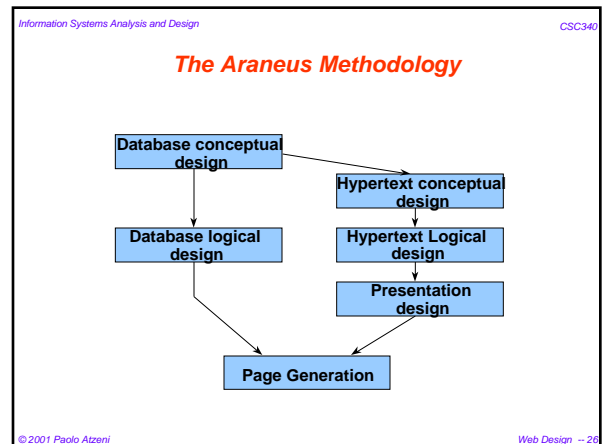 Information Systems Analysis and Design
CSC340
The Araneus Methodology
Database conceptual
design
Hypertext conceptual
design
Database logical
design
Hypertext Logical
design
Presentation
design
Page Generation
© 2001 Paolo Atzeni
Web Design -- 26